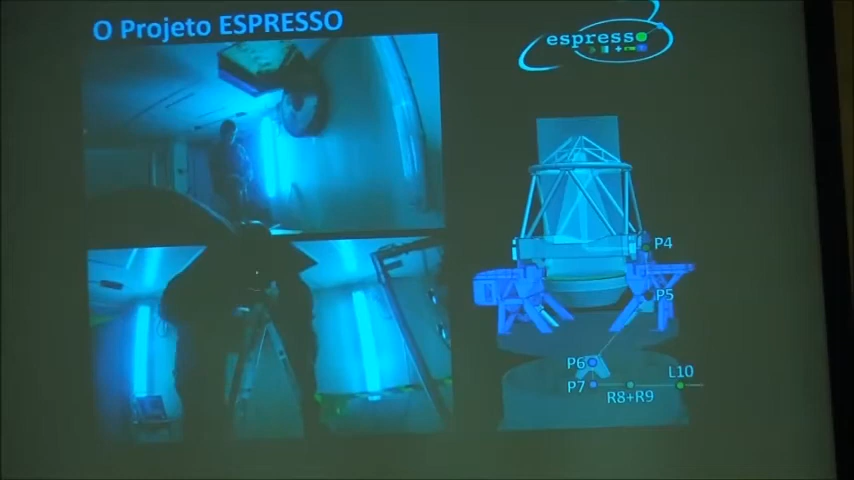 O Projeto ESPRESSO
espresso
P4
P5
P6
P7
L10
R8+R9